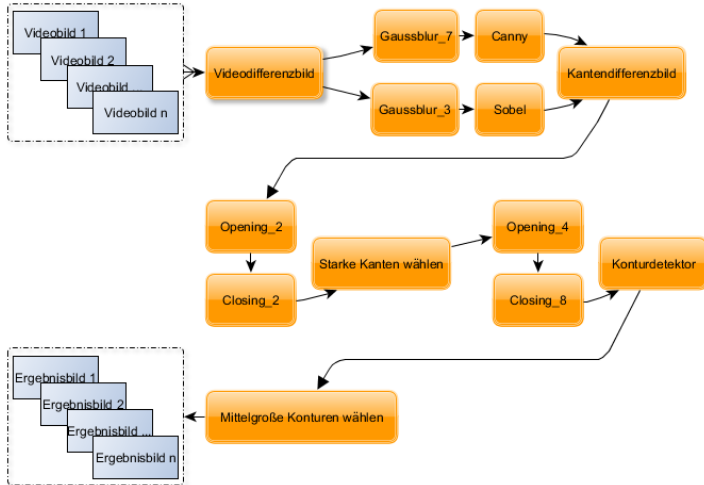 Videobild 1
Videobild 2
Videobild ...
Videobild n
Videodifferenzbild
Gaussblur_7
Canny
Gaussblur_3
Sobel
Kantendifferenzbild
Opening_2
Closing_2
Starke Kanten wählen
Opening_4
Closing_8
Konturdetektor
Mittelgroße Konturen wählen
Ergebnisbild 1
Ergebnisbild 2
Ergebnisbild ...
Ergebnisbild n